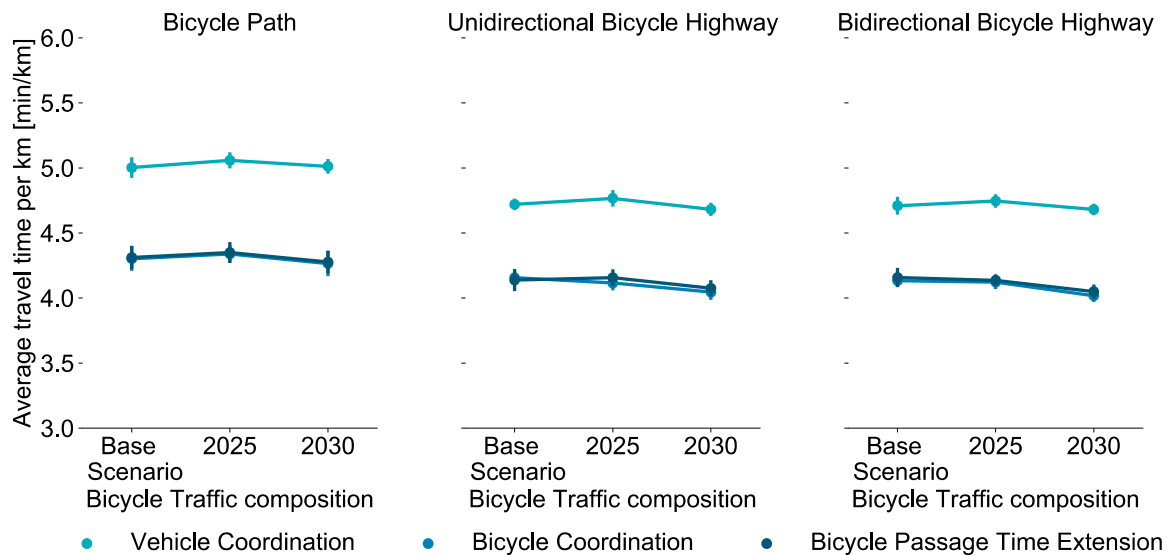 Bicycle Path
Unidirectional Bicycle Highway
Bidirectional Bicycle Highway
Average travel time per km [min/km]
6.0
5.5
5.0
4.5
4.0
3.5
3.0
Base Scenario
2025
2030
Bicycle Traffic composition
Base Scenario
2025
2030
Bicycle Traffic composition
Base Scenario
2025
2030
Bicycle Traffic composition
Vehicle Coordination
Bicycle Coordination
Bicycle Passage Time Extension